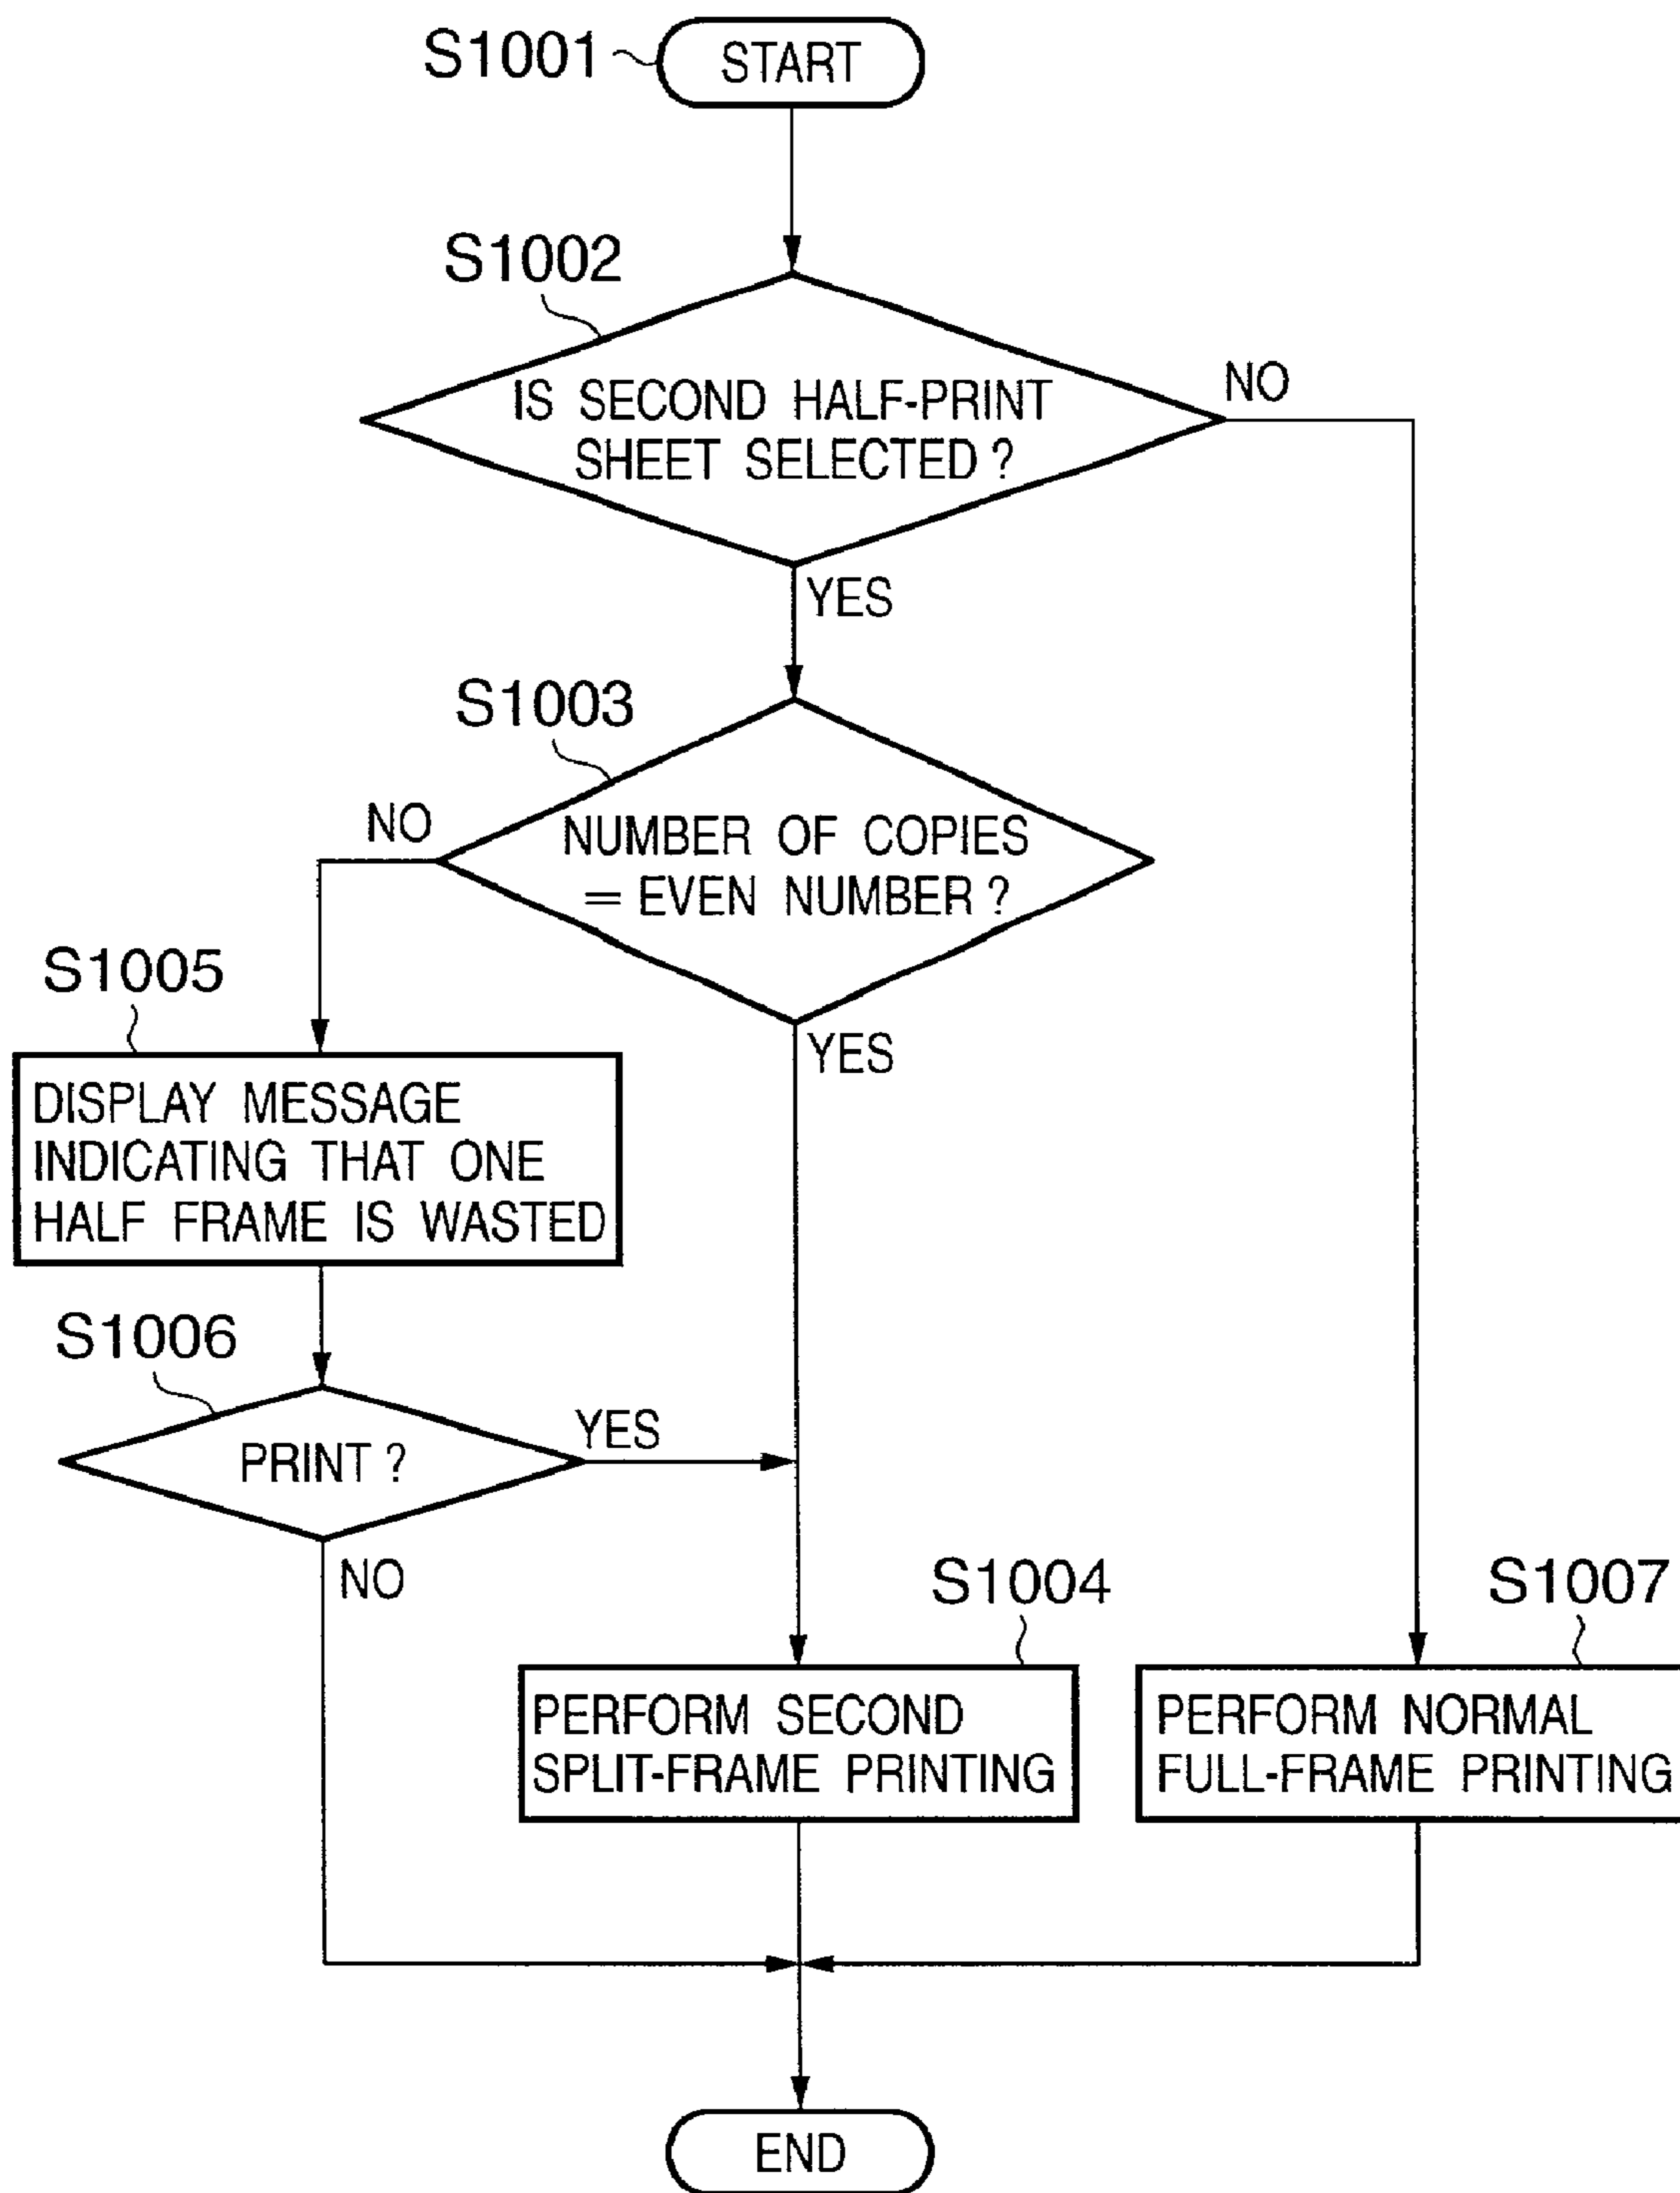 S1001
START
S1002
IS SECOND HALF-PRINT
SHEET SELECTED ?
NO
YES
S1003
NO
NUMBER OF COPIES
= EVEN NUMBER ?
YES
S1005
DISPLAY MESSAGE
INDICATING THAT ONE
HALF FRAME IS WASTED
S1006
PRINT ?
YES
NO
S1004
PERFORM SECOND
SPLIT-FRAME PRINTING
S1007
PERFORM NORMAL
FULL-FRAME PRINTING
END